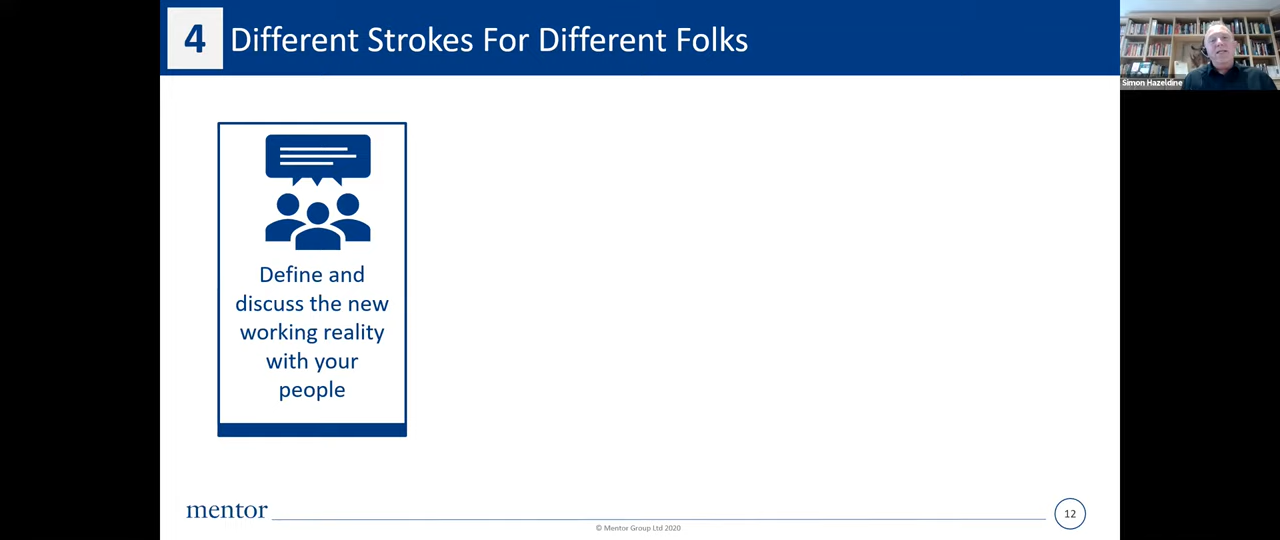 4 Different Strokes For Different Folks
Simon Hazeldine
Define and
discuss the new
working reality
with your
people
mentor
12
© Mentor Group Ltd 2020